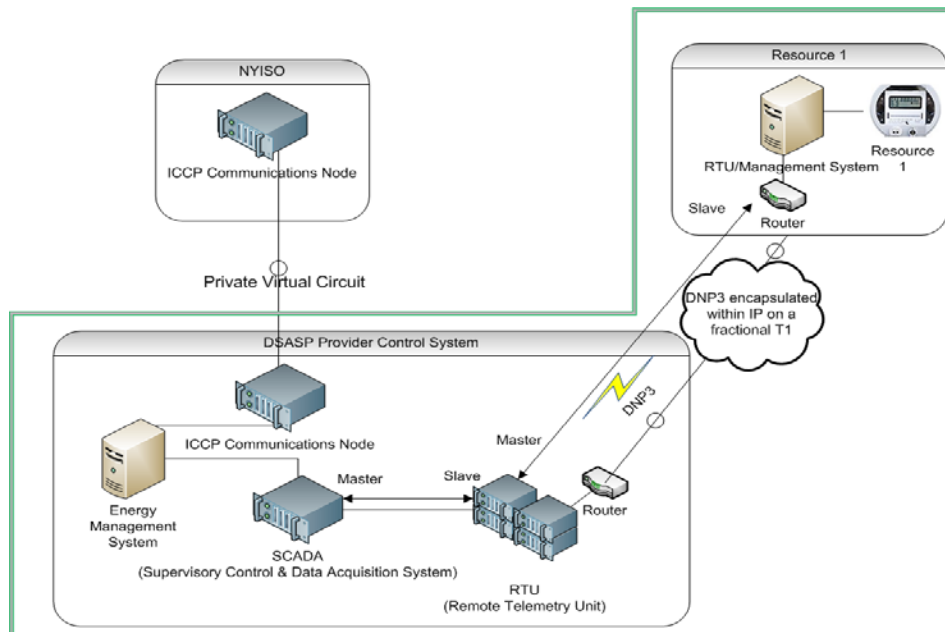 NYISO
ICCP Communications Node
Private Virtual Circuit
Resource 1
RTU/Management System
Resource
1
Slave
Router
DNP3 encapsulated
within IP on a
fractional T1
DSASP Provider Control System
ICCP Communications Node
Energy
Management
System
Master
Slave
SCADA
(Supervisory Control & Data Acquisition System)
Master
DNP3
Router
RTU
(Remote Telemetry Unit)